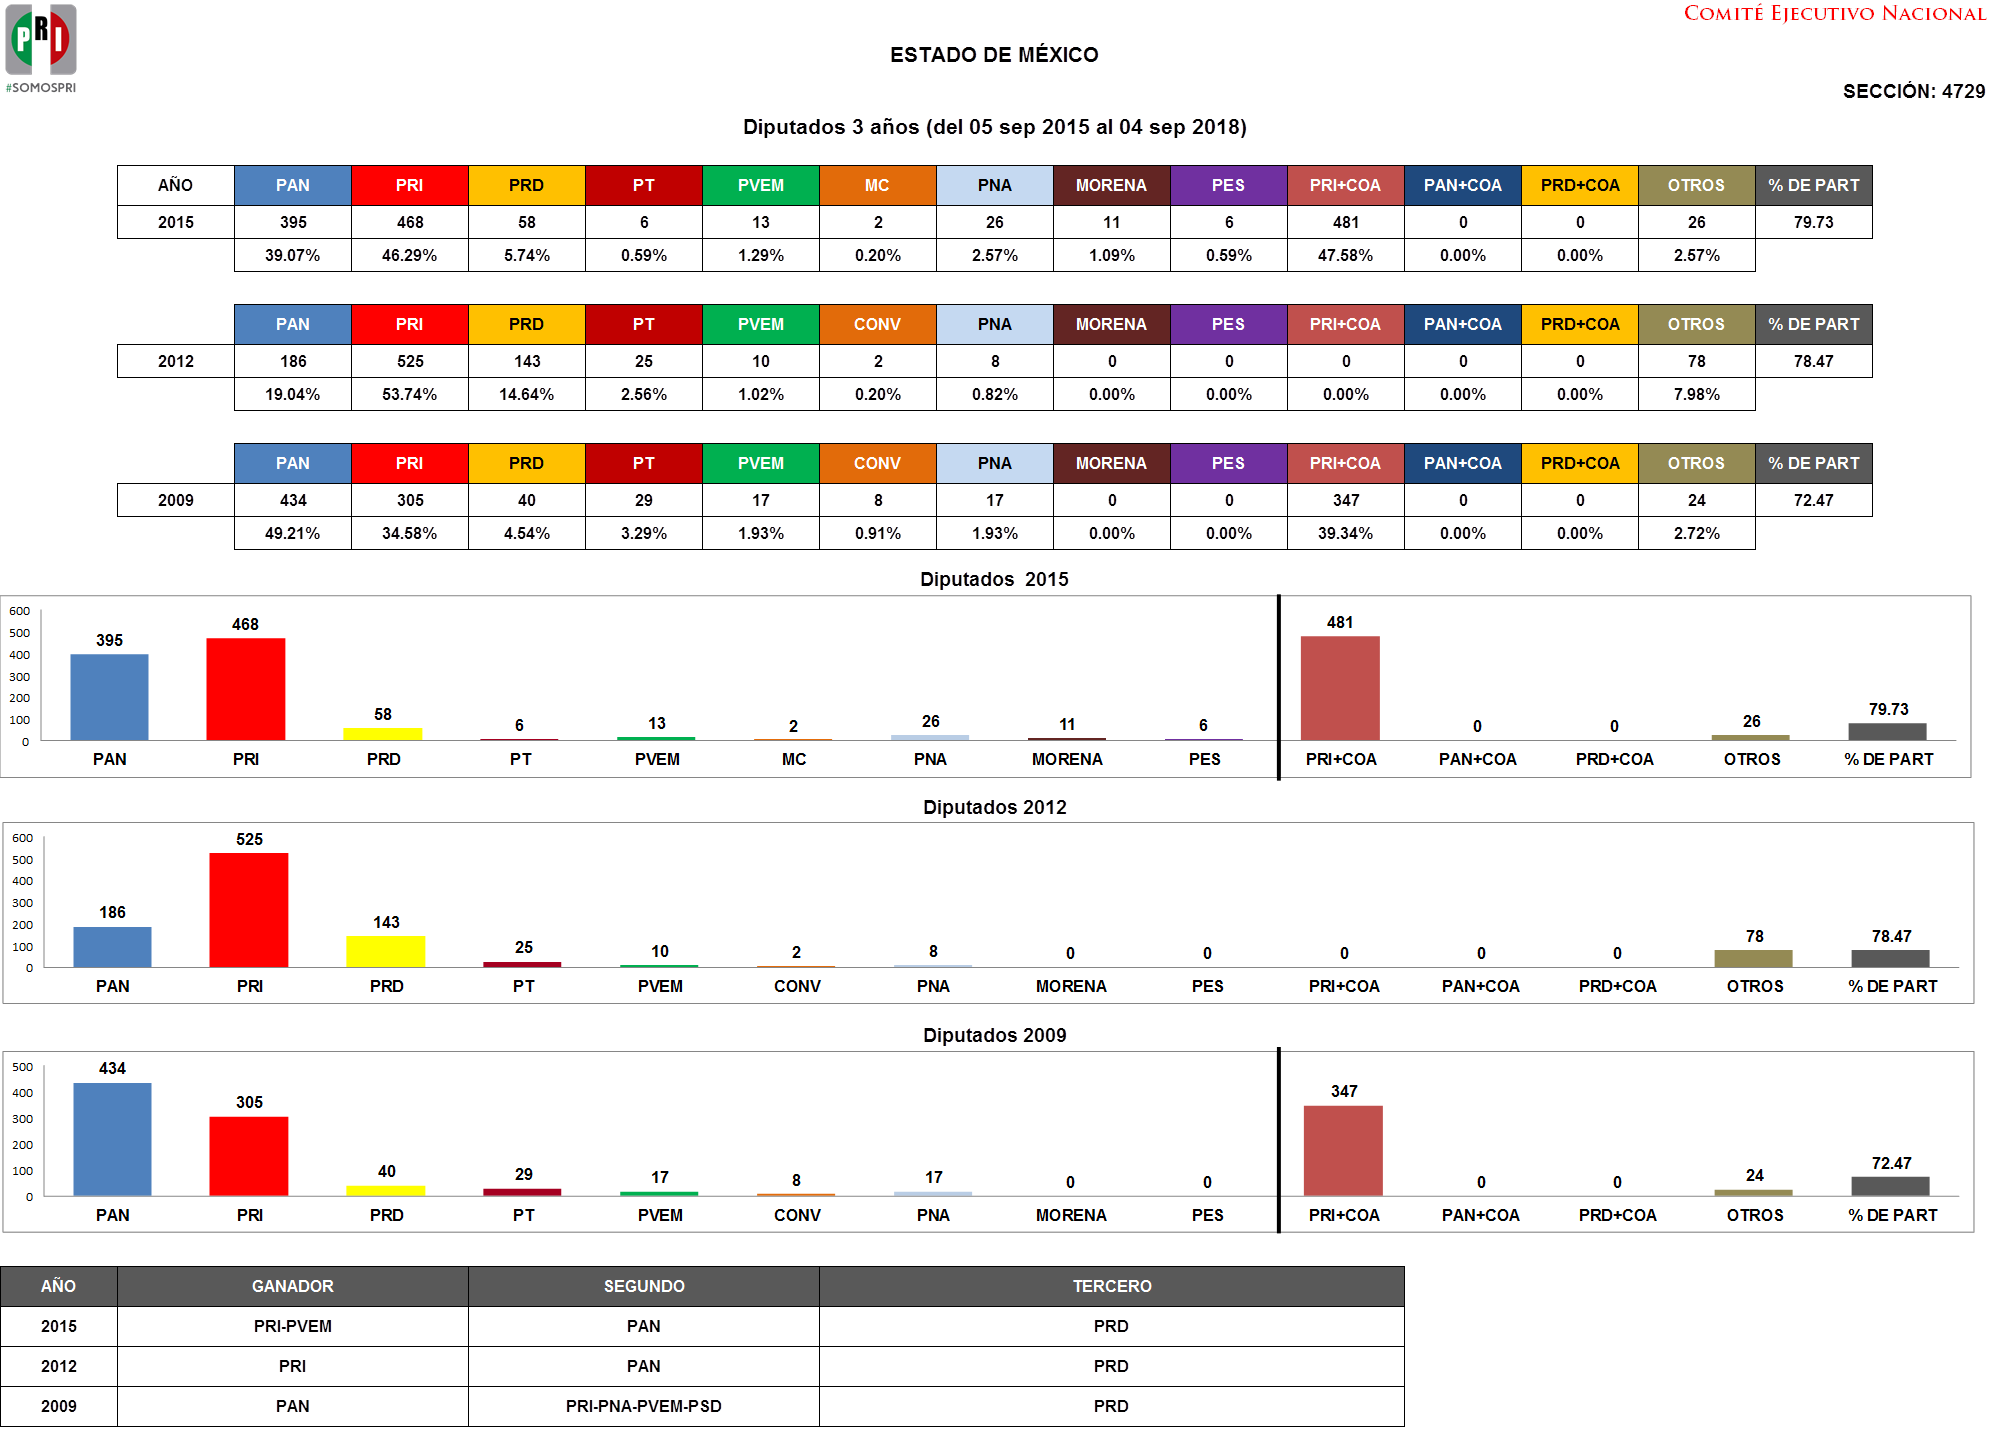 PRI
#SOMOSPRI
COMITÉ EJECUTIVO NACIONAL
ESTADO DE MÉXICO
SECCIÓN: 4729
Diputados 3 años (del 05 sep 2015 al 04 sep 2018)
AÑO PAN PRI PRD PT PVEM MC PNA MORENA PES PRI+COA PAN+COA PRD+COA OTROS % DE PART
2015 395 468 58 6 13 2 26 11 6 481 0 0 26 79.73
39.07% 46.29% 5.74% 0.59% 1.29% 0.20% 2.57% 1.09% 0.59% 47.58% 0.00% 0.00% 2.57%
PAN PRI PRD PT PVEM CONV PNA MORENA PES PRI+COA PAN+COA PRD+COA OTROS % DE PART
2012 186 525 143 25 10 2 8 0 0 0 0 0 78 78.47
19.04% 53.74% 14.64% 2.56% 1.02% 0.20% 0.82% 0.00% 0.00% 0.00% 0.00% 0.00% 7.98%
PAN PRI PRD PT PVEM CONV PNA MORENA PES PRI+COA PAN+COA PRD+COA OTROS % DE PART
2009 434 305 40 29 17 8 17 0 0 347 0 0 24 72.47
49.21% 34.58% 4.54% 3.29% 1.93% 0.91% 1.93% 0.00% 0.00% 39.34% 0.00% 0.00% 2.72%
Diputados 2015
600
500
400
300
200
100
0
395 468 58 6 13 2 26 11 6 481 0 0 26 79.73
PAN PRI PRD PT PVEM MC PNA MORENA PES PRI+COA PAN+COA PRD+COA OTROS % DE PART
Diputados 2012
600
500
400
300
200
100
0
186 525 143 25 10 2 8 0 0 0 0 0 78 78.47
PAN PRI PRD PT PVEM CONV PNA MORENA PES PRI+COA PAN+COA PRD+COA OTROS % DE PART
Diputados 2009
500
400
300
200
100
0
434 305 40 29 17 8 17 0 0 347 0 0 24 72.47
PAN PRI PRD PT PVEM CONV PNA MORENA PES PRI+COA PAN+COA PRD+COA OTROS % DE PART
AÑO GANADOR SEGUNDO TERCERO
2015 PRI-PVEM PAN PRD
2012 PRI PAN PRD
2009 PAN PRI-PNA-PVEM-PSD PRD